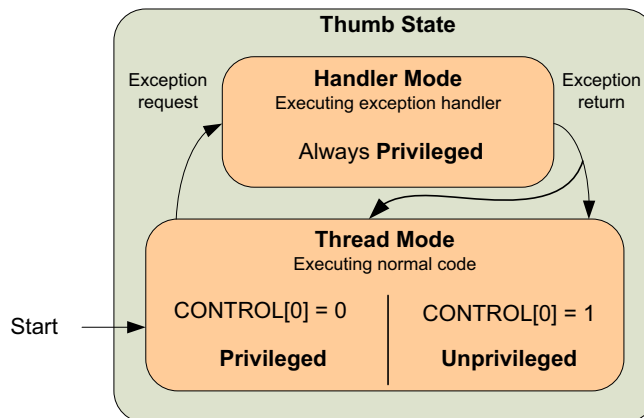 Thumb State
Exception
request
Handler Mode
Executing exception handler
Always Privileged
Exception
return
Thread Mode
Executing normal code
Start
CONTROL[0] = 0
Privileged
CONTROL[0] = 1
Unprivileged